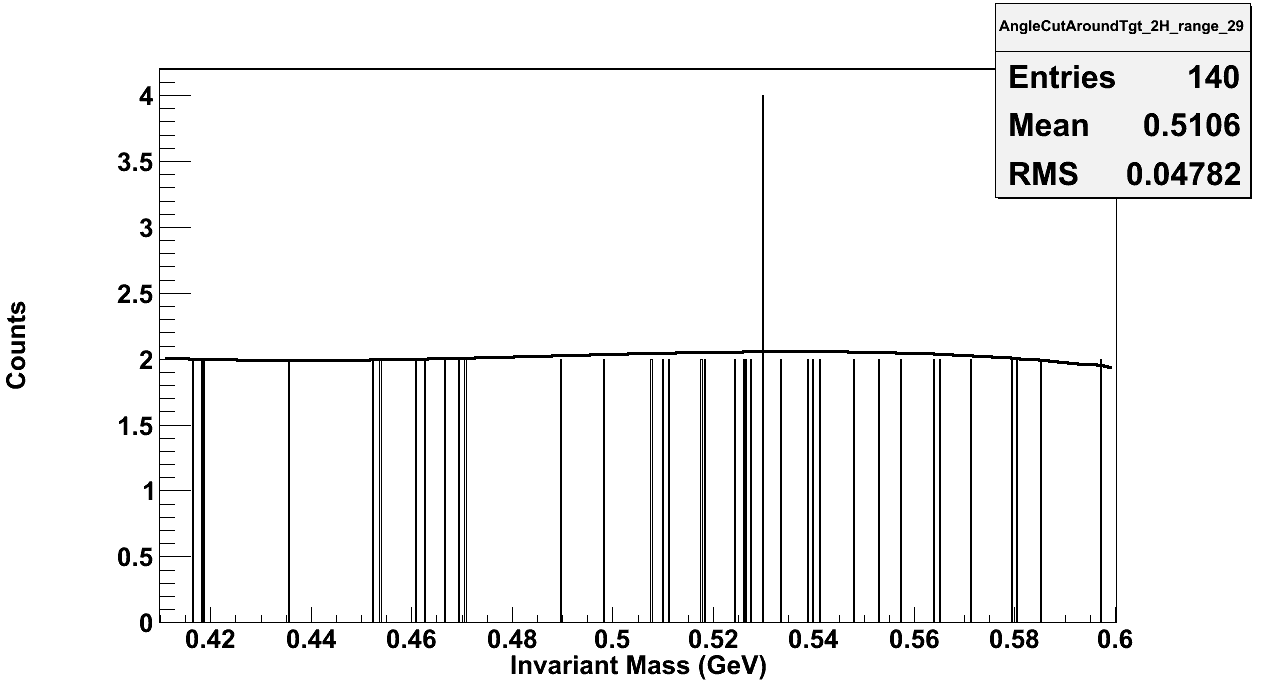 AngleCutAroundTgt_2H_range_29
Entries 140
Mean 0.5106
RMS 0.04782
Counts
4
3.5
3
2.5
2
1.5
1
0.5
0
0.42 0.44 0.46 0.48 0.5 0.52 0.54 0.56 0.58 0.6
Invariant Mass (GeV)